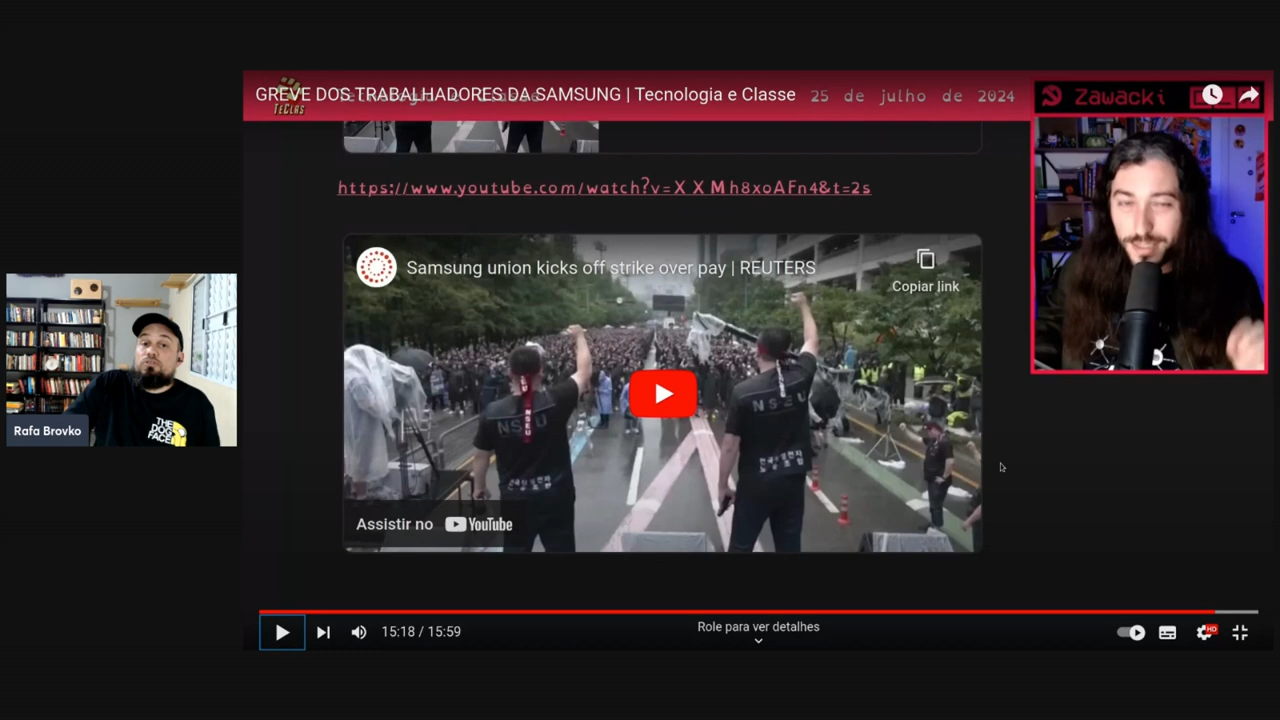 GREVE DOS TRABALHADORES DA SAMSUNG | Tecnologia e Classe
25 de julho de 2024
TECLAS
Zawacki
https://www.youtube.com/watch?v=XXMh8xoAFn4&t=2s
Samsung union kicks off strike over pay | REUTERS
Copiar link
NSEU
NSEU
Rafa Brovko
THE
DOG
FACE
Assistir no YouTube
15:18 / 15:59
Role para ver detalhes
HD